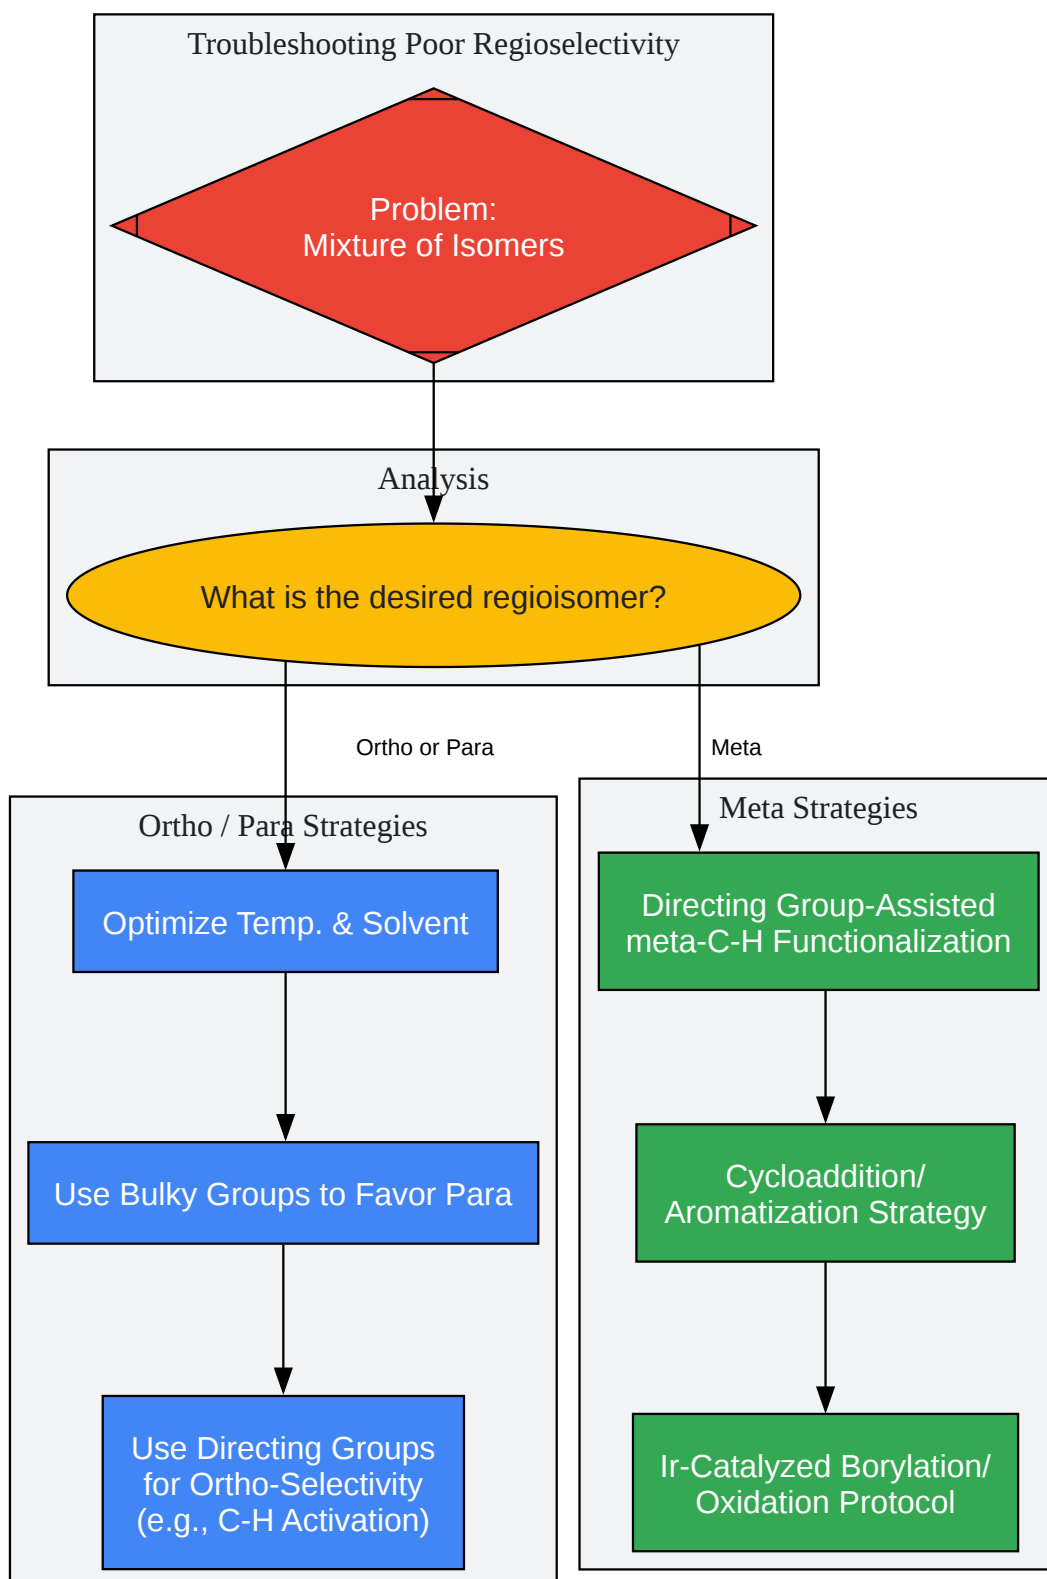 Troubleshooting Poor Regioselectivity
Problem:
Mixture of Isomers
Analysis
What is the desired regioisomer?
Ortho or Para
Meta
Ortho / Para Strategies
Optimize Temp. & Solvent
Use Bulky Groups to Favor Para
Use Directing Groups
for Ortho-Selectivity
(e.g., C-H Activation)
Meta Strategies
Directing Group-Assisted
meta-C-H Functionalization
Cycloaddition/
Aromatization Strategy
Ir-Catalyzed Borylation/
Oxidation Protocol